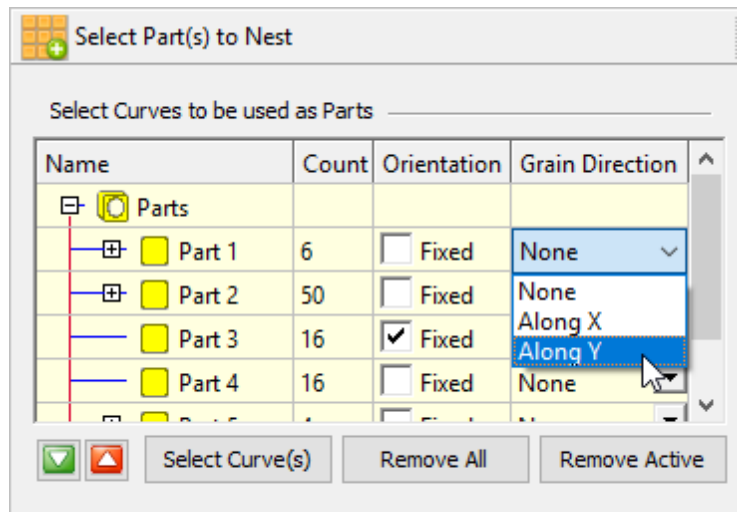 Select Part(s) to Nest
Select Curves to be used as Parts
Name Count Orientation Grain Direction
Parts
Part 1 6 Fixed None
Part 2 50 Fixed None
Along X
Part 3 16 Fixed
Along Y
Part 4 16 Fixed None
Select Curve(s) Remove All Remove Active